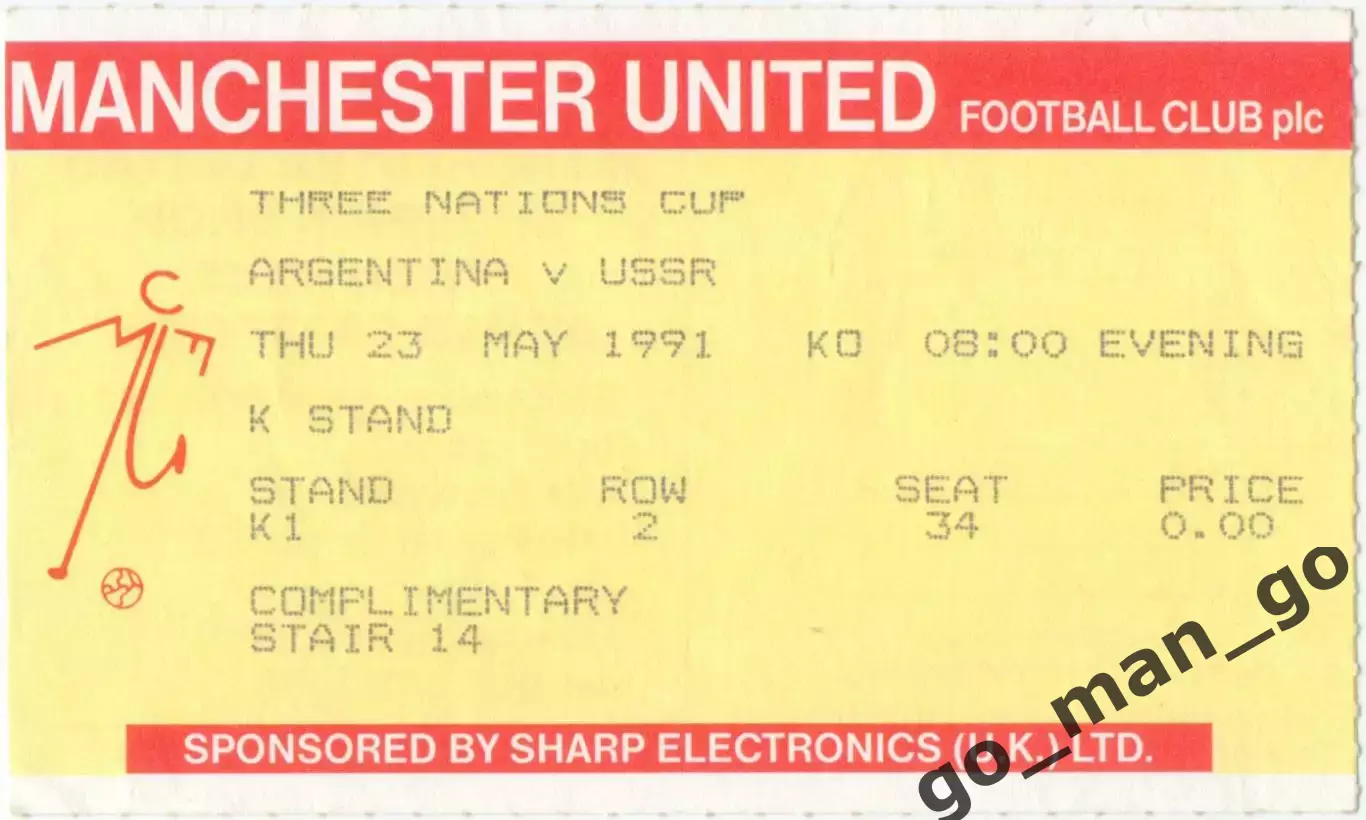 MANCHESTER UNITED FOOTBALL CLUB plc
THREE NATIONS CUP
ARGENTINA v USSR
THU 23 MAY 1991 KO 08:00 EVENING
K STAND
STAND ROW SEAT PRICE
K1 2 34 0.00
COMPLIMENTARY
STAIR 14
SPONSORED BY SHARP ELECTRONICS (U.K.) LTD.
go_man_go